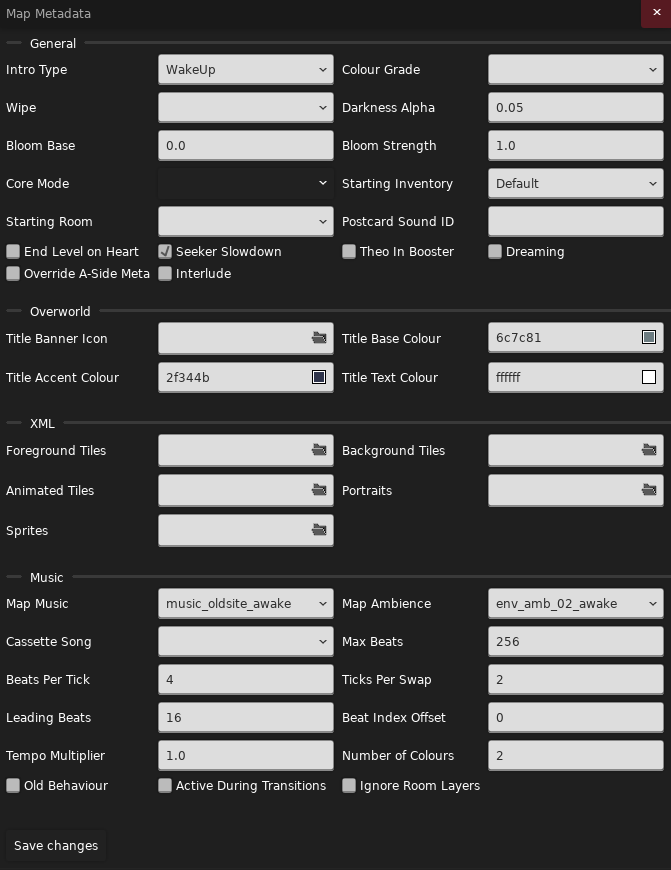 Map Metadata
General
Intro Type WakeUp Colour Grade
Wipe Darkness Alpha 0.05
Bloom Base 0.0 Bloom Strength 1.0
Core Mode Starting Inventory Default
Starting Room Postcard Sound ID
End Level on Heart Seeker Slowdown Theo In Booster Dreaming
Override A-Side Meta Interlude
Overworld
Title Banner Icon Title Base Colour 6c7c81
Title Accent Colour 2f344b Title Text Colour ffffff
XML
Foreground Tiles Background Tiles
Animated Tiles Portraits
Sprites
Music
Map Music music_oldsite_awake Map Ambience env_amb_02_awake
Cassette Song Max Beats 256
Beats Per Tick 4 Ticks Per Swap 2
Leading Beats 16 Beat Index Offset 0
Tempo Multiplier 1.0 Number of Colours 2
Old Behaviour Active During Transitions Ignore Room Layers
Save changes